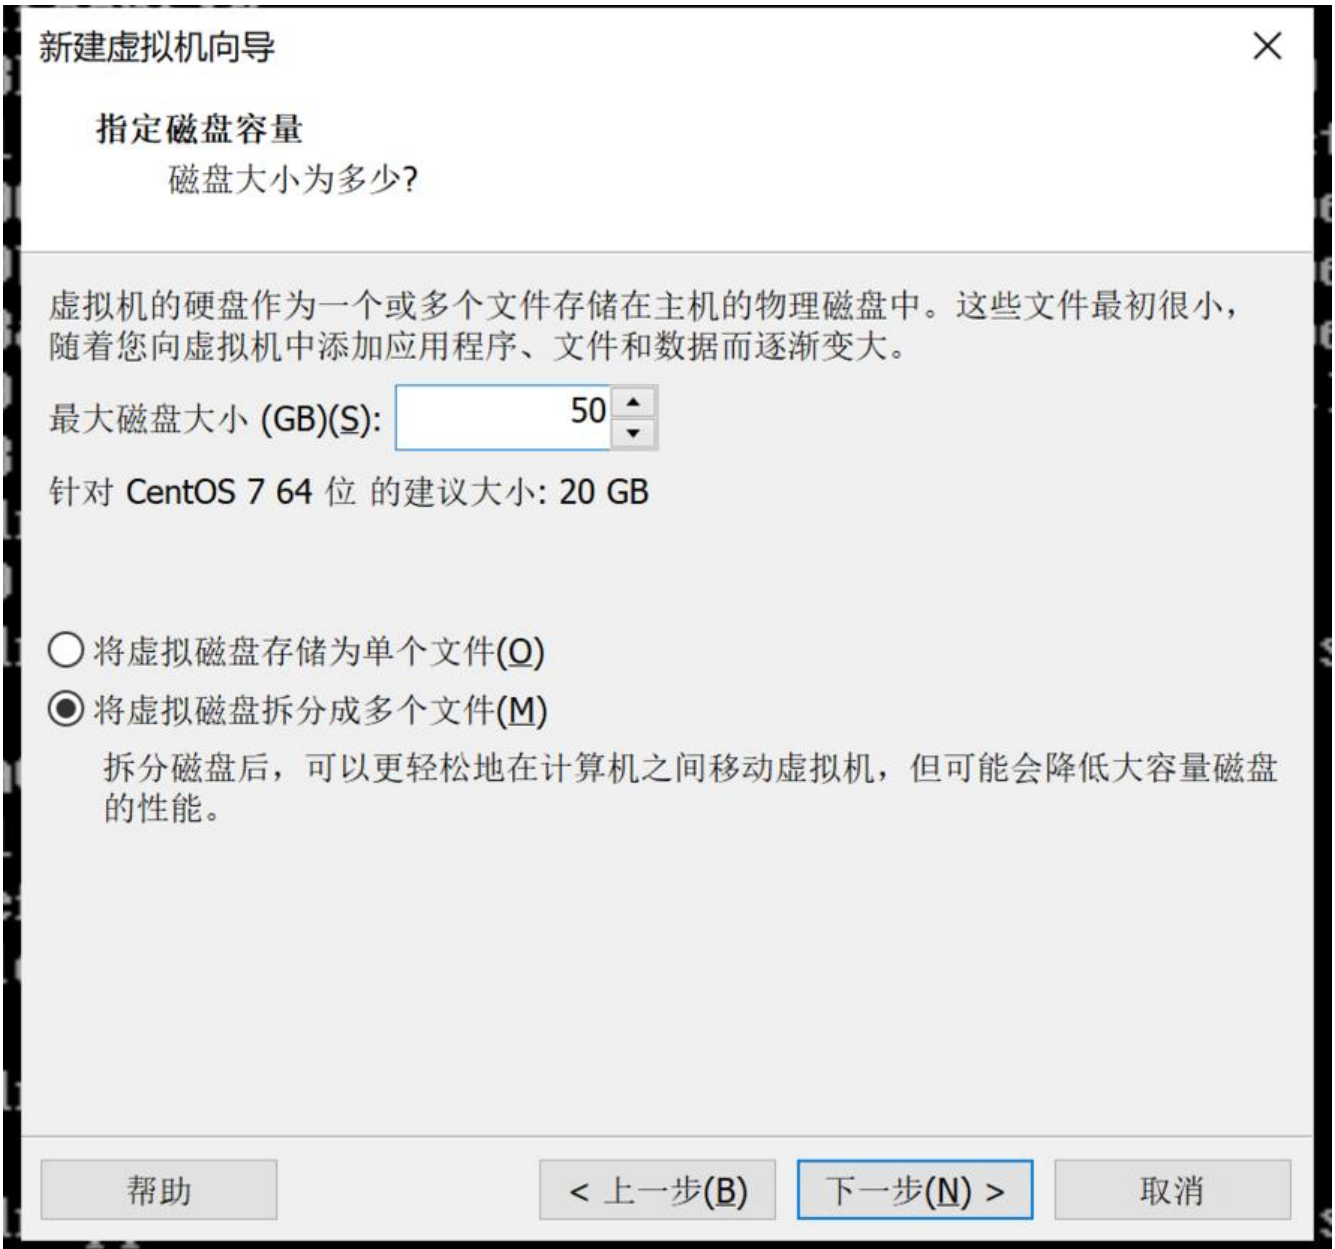 新建虚拟机向导
指定磁盘容量
磁盘大小为多少?
虚拟机的硬盘作为一个或多个文件存储在主机的物理磁盘中。这些文件最初很小，
随着您向虚拟机中添加应用程序、文件和数据而逐渐变大。
最大磁盘大小 (GB)(S): 50
针对 CentOS 7 64 位 的建议大小: 20 GB
将虚拟磁盘存储为单个文件(O)
将虚拟磁盘拆分成多个文件(M)
拆分磁盘后，可以更轻松地在计算机之间移动虚拟机，但可能会降低大容量磁盘
的性能。
帮助 < 上一步(B) 下一步(N) > 取消